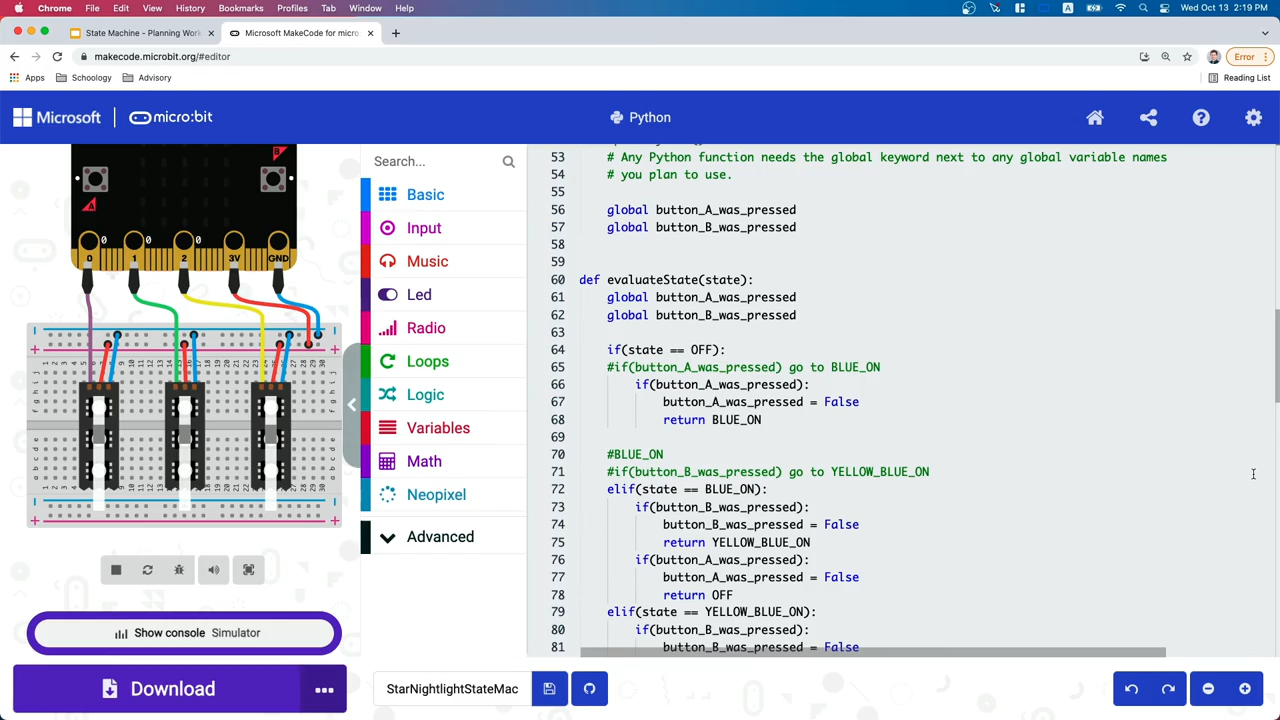 Chrome File Edit View History Bookmarks Profiles Tab Window Help A Wed Oct 13 2:19 PM
State Machine - Planning Work × Microsoft MakeCode for micro: × +
makecode.microbit.org/#editor Error
Apps Schoology Advisory Reading List
Microsoft micro:bit Python
B
A
0 0 0
0 1 2 3V GND
Search...
Basic
Input
Music
Led
Radio
Loops
Logic
Variables
Math
Neopixel
Advanced
53 # Any Python function needs the global keyword next to any global variable names
54 # you plan to use.
55
56 global button_A_was_pressed
57 global button_B_was_pressed
58
59
60 def evaluateState(state):
61 global button_A_was_pressed
62 global button_B_was_pressed
63
64 if(state == OFF):
65 #if(button_A_was_pressed) go to BLUE_ON
66 if(button_A_was_pressed):
67 button_A_was_pressed = False
68 return BLUE_ON
69
70 #BLUE_ON
71 #if(button_B_was_pressed) go to YELLOW_BLUE_ON
72 elif(state == BLUE_ON):
73 if(button_B_was_pressed):
74 button_B_was_pressed = False
75 return YELLOW_BLUE_ON
76 if(button_A_was_pressed):
77 button_A_was_pressed = False
78 return OFF
79 elif(state == YELLOW_BLUE_ON):
80 if(button_B_was_pressed):
81 button_B_was_pressed = False
Show console Simulator
Download
StarNightlightStateMac